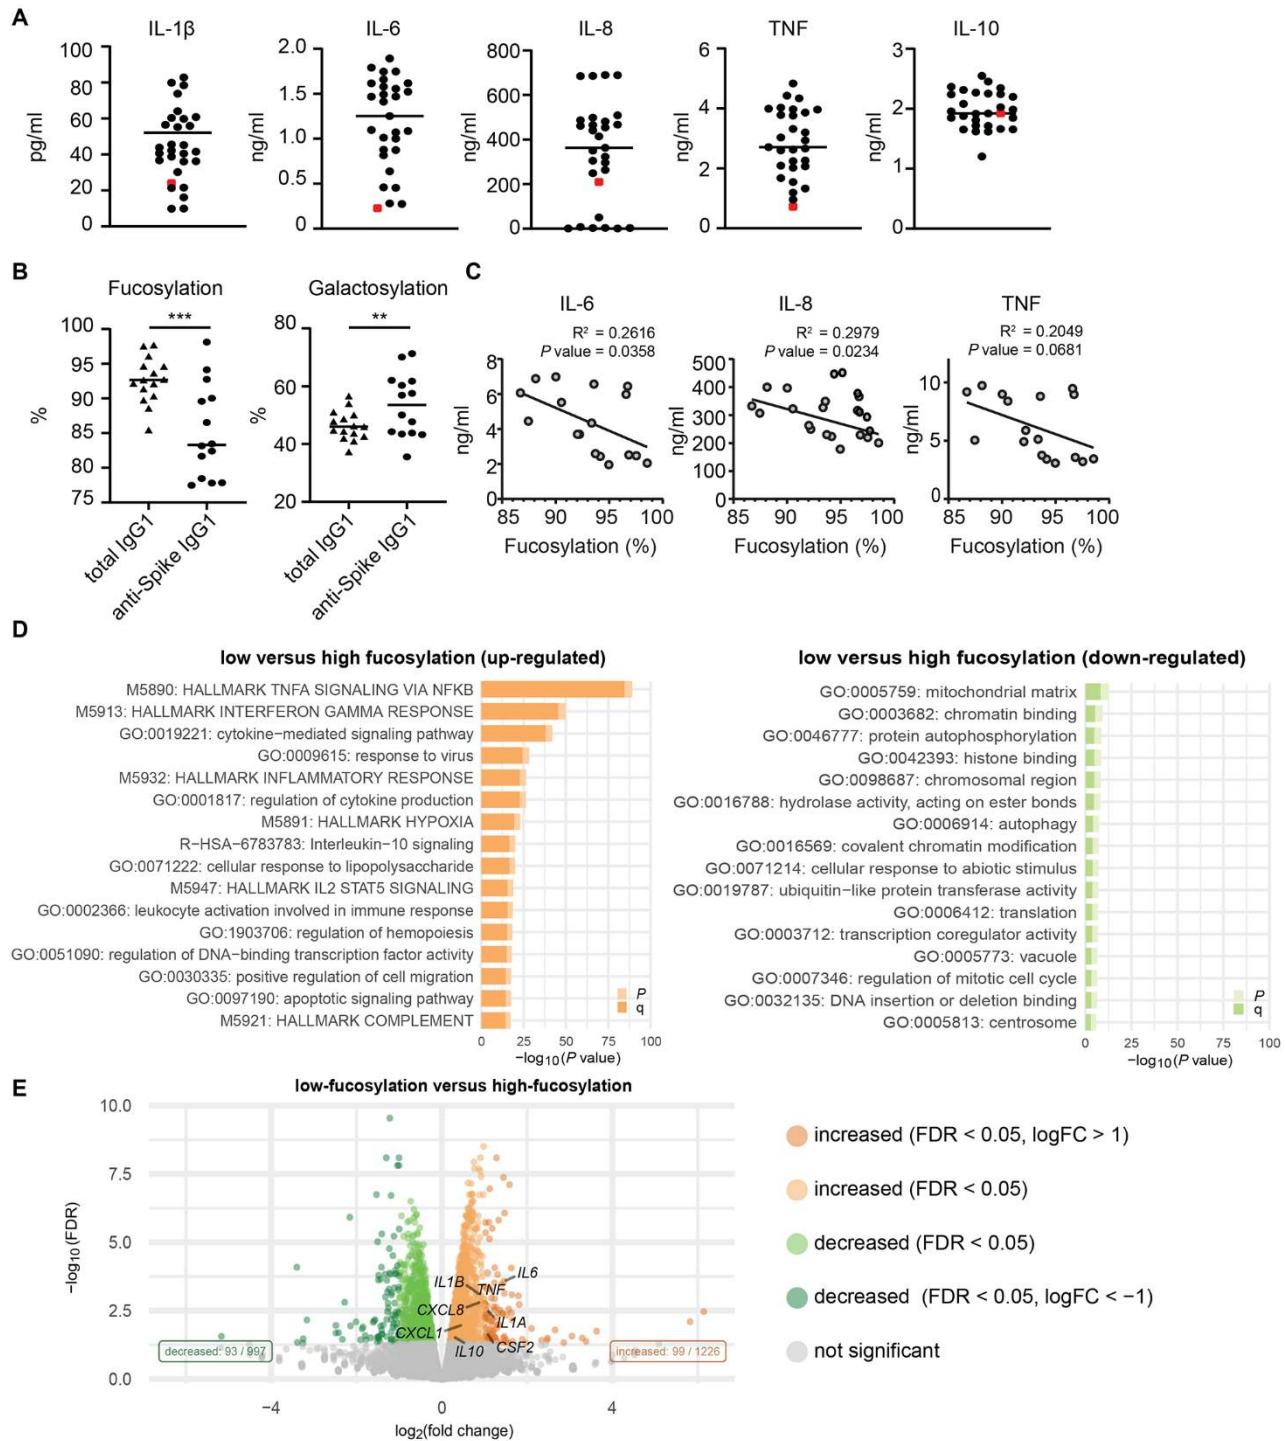 A
IL-1β
IL-6
IL-8
TNF
IL-10
pg/ml
100
80
60
40
20
0
ng/ml
2.0
1.5
1.0
0.5
0
ng/ml
800
600
400
200
0
ng/ml
6
4
2
0
ng/ml
3
2
1
0
B
Fucosylation
***
%
100
95
90
85
80
75
total IgG1
anti-Spike IgG1
Galactosylation
**
%
80
60
40
20
total IgG1
anti-Spike IgG1
C
IL-6
R² = 0.2616
P value = 0.0358
ng/ml
8
6
4
2
0
85 90 95 100
Fucosylation (%)
IL-8
R² = 0.2979
P value = 0.0234
ng/ml
500
400
300
200
100
0
85 90 95 100
Fucosylation (%)
TNF
R² = 0.2049
P value = 0.0681
ng/ml
10
5
0
85 90 95 100
Fucosylation (%)
D
low versus high fucosylation (up-regulated)
M5890: HALLMARK TNFA SIGNALING VIA NFKB
M5913: HALLMARK INTERFERON GAMMA RESPONSE
GO:0019221: cytokine−mediated signaling pathway
GO:0009615: response to virus
M5932: HALLMARK INFLAMMATORY RESPONSE
GO:0001817: regulation of cytokine production
M5891: HALLMARK HYPOXIA
R−HSA−6783783: Interleukin−10 signaling
GO:0071222: cellular response to lipopolysaccharide
M5947: HALLMARK IL2 STAT5 SIGNALING
GO:0002366: leukocyte activation involved in immune response
GO:1903706: regulation of hemopoiesis
GO:0051090: regulation of DNA−binding transcription factor activity
GO:0030335: positive regulation of cell migration
GO:0097190: apoptotic signaling pathway
M5921: HALLMARK COMPLEMENT
P
q
0 25 50 75 100
−log10(P value)
low versus high fucosylation (down-regulated)
GO:0005759: mitochondrial matrix
GO:0003682: chromatin binding
GO:0046777: protein autophosphorylation
GO:0042393: histone binding
GO:0098687: chromosomal region
GO:0016788: hydrolase activity, acting on ester bonds
GO:0006914: autophagy
GO:0016569: covalent chromatin modification
GO:0071214: cellular response to abiotic stimulus
GO:0019787: ubiquitin−like protein transferase activity
GO:0006412: translation
GO:0003712: transcription coregulator activity
GO:0005773: vacuole
GO:0007346: regulation of mitotic cell cycle
GO:0032135: DNA insertion or deletion binding
GO:0005813: centrosome
P
q
0 25 50 75 100
−log10(P value)
E
low-fucosylation versus high-fucosylation
−log10(FDR)
10.0
7.5
5.0
2.5
0.0
IL6
IL1B
TNF
CXCL8
IL1A
CXCL1
CSF2
IL10
decreased: 93 / 997
increased: 99 / 1226
−4 0 4
log2(fold change)
increased (FDR < 0.05, logFC > 1)
increased (FDR < 0.05)
decreased (FDR < 0.05)
decreased (FDR < 0.05, logFC < −1)
not significant